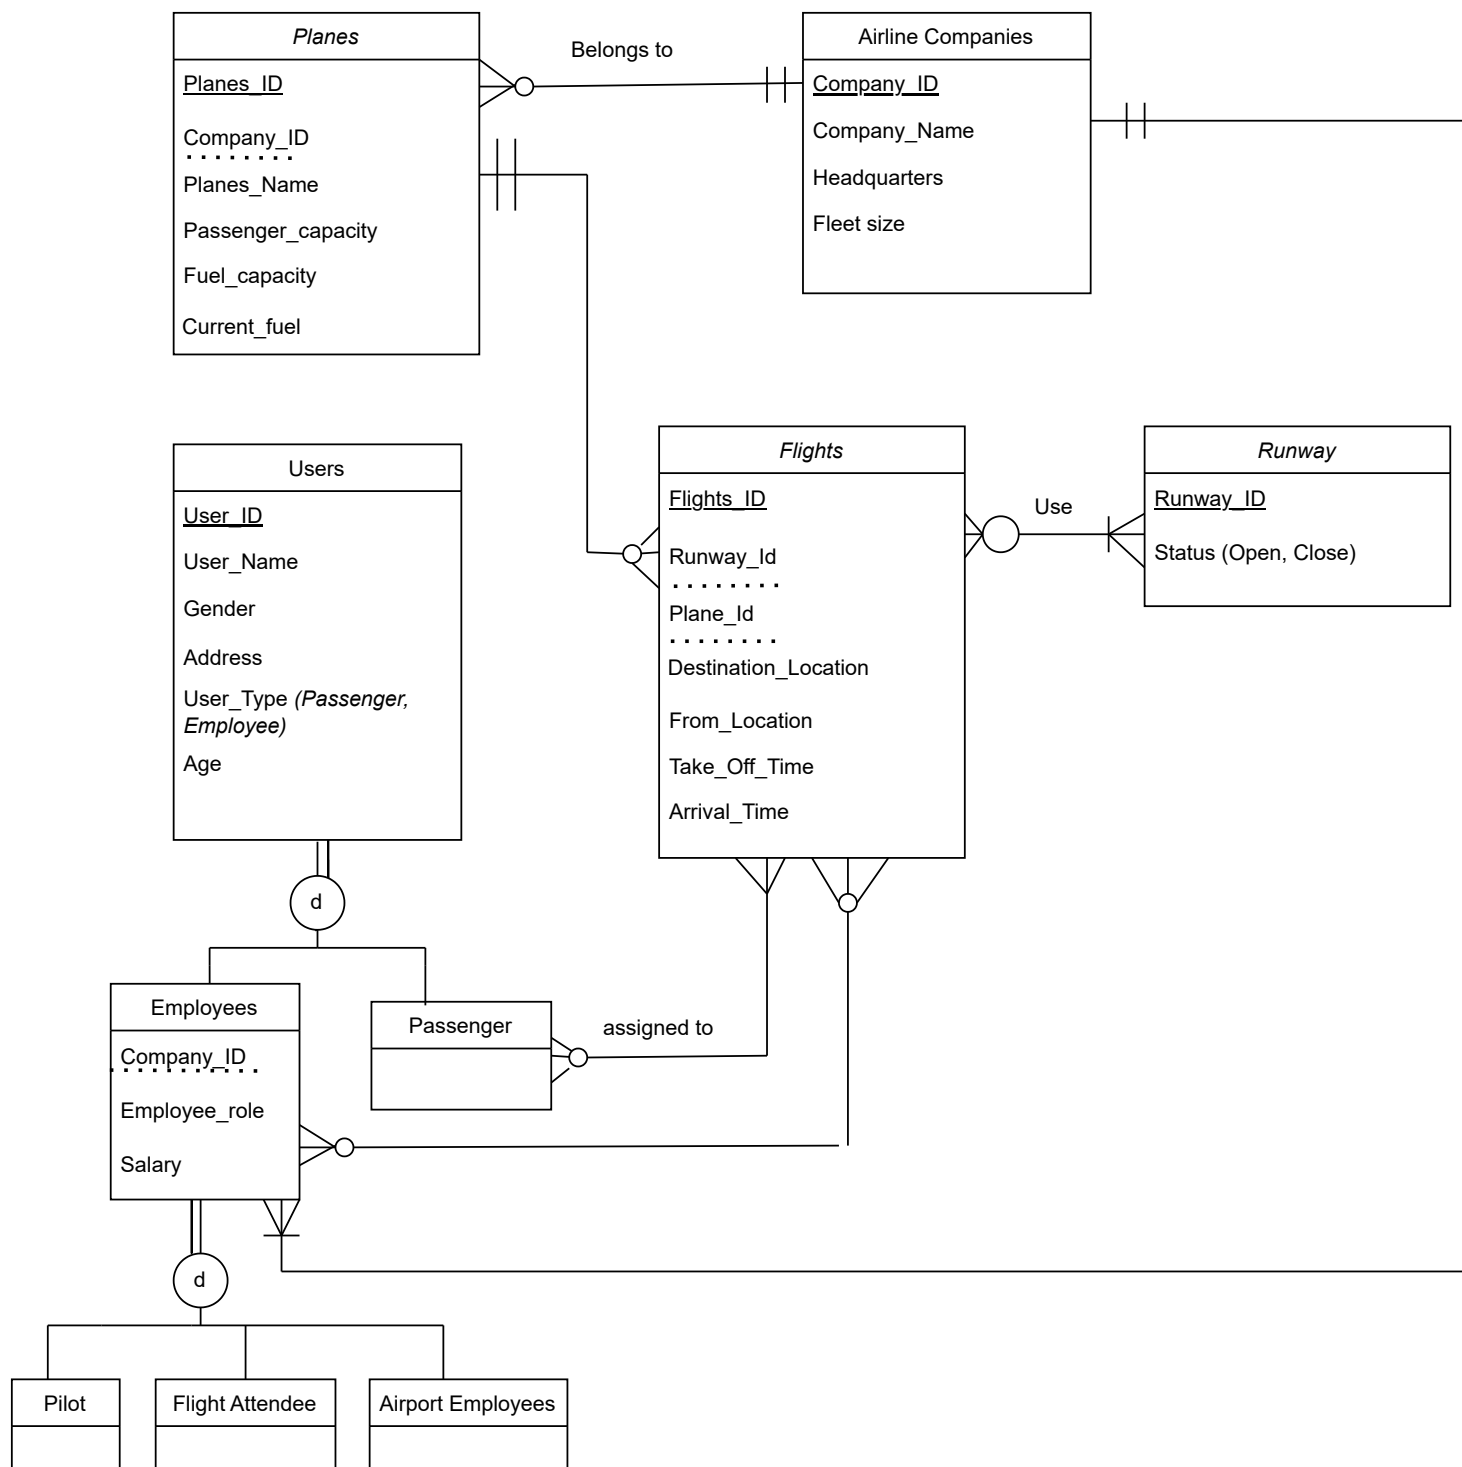 Planes
Planes_ID
Company_ID
Planes_Name
Passenger_capacity
Fuel_capacity
Current_fuel
Belongs to
Airline Companies
Company_ID
Company_Name
Headquarters
Fleet size
Users
User_ID
User_Name
Gender
Address
User_Type (Passenger,
Employee)
Age
Flights
Flights_ID
Runway_Id
Plane_Id
Destination_Location
From_Location
Take_Off_Time
Arrival_Time
Use
Runway
Runway_ID
Status (Open, Close)
d
Employees
Company_ID
Employee_role
Salary
Passenger
assigned to
d
Pilot
Flight Attendee
Airport Employees